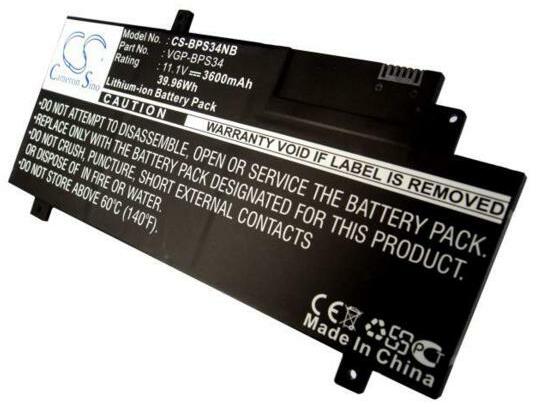 Cameron Sino
Model No. : CS-BPS34NB
Part No. : VGP-BPS34
Rating : 11.1V ⎓ 3600mAh
39.96Wh
Lithium-ion Battery Pack
CAUTION
WARRANTY VOID IF LABEL IS REMOVED
•DO NOT ATTEMPT TO DISASSEMBLE, OPEN OR SERVICE THE BATTERY PACK.
•REPLACE ONLY WITH THE BATTERY PACK DESIGNATED FOR THIS PRODUCT.
•DO NOT CRUSH, PUNCTURE, SHORT EXTERNAL CONTACTS
OR DISPOSE OF IN FIRE OR WATER.
•DO NOT STORE ABOVE 60℃ (140℉).
CE
Made In China